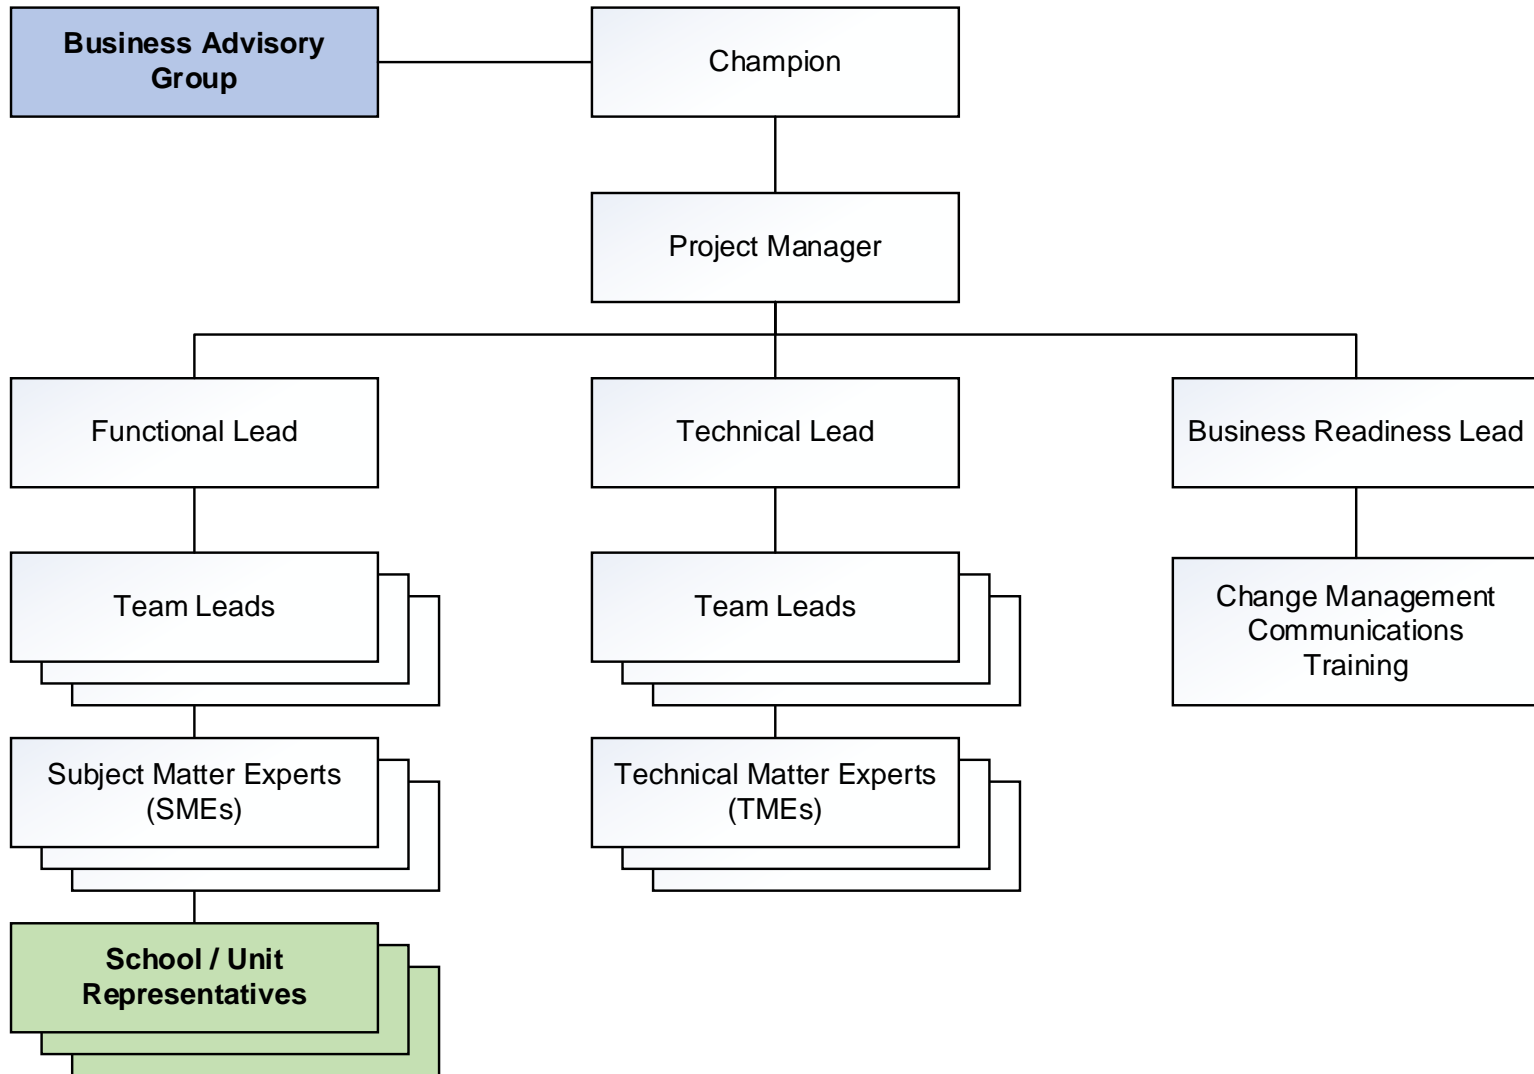 Business Advisory
Group
Champion
Project Manager
Functional Lead
Technical Lead
Business Readiness Lead
Team Leads
Team Leads
Change Management
Communications
Training
Subject Matter Experts
(SMEs)
Technical Matter Experts
(TMEs)
School / Unit
Representatives